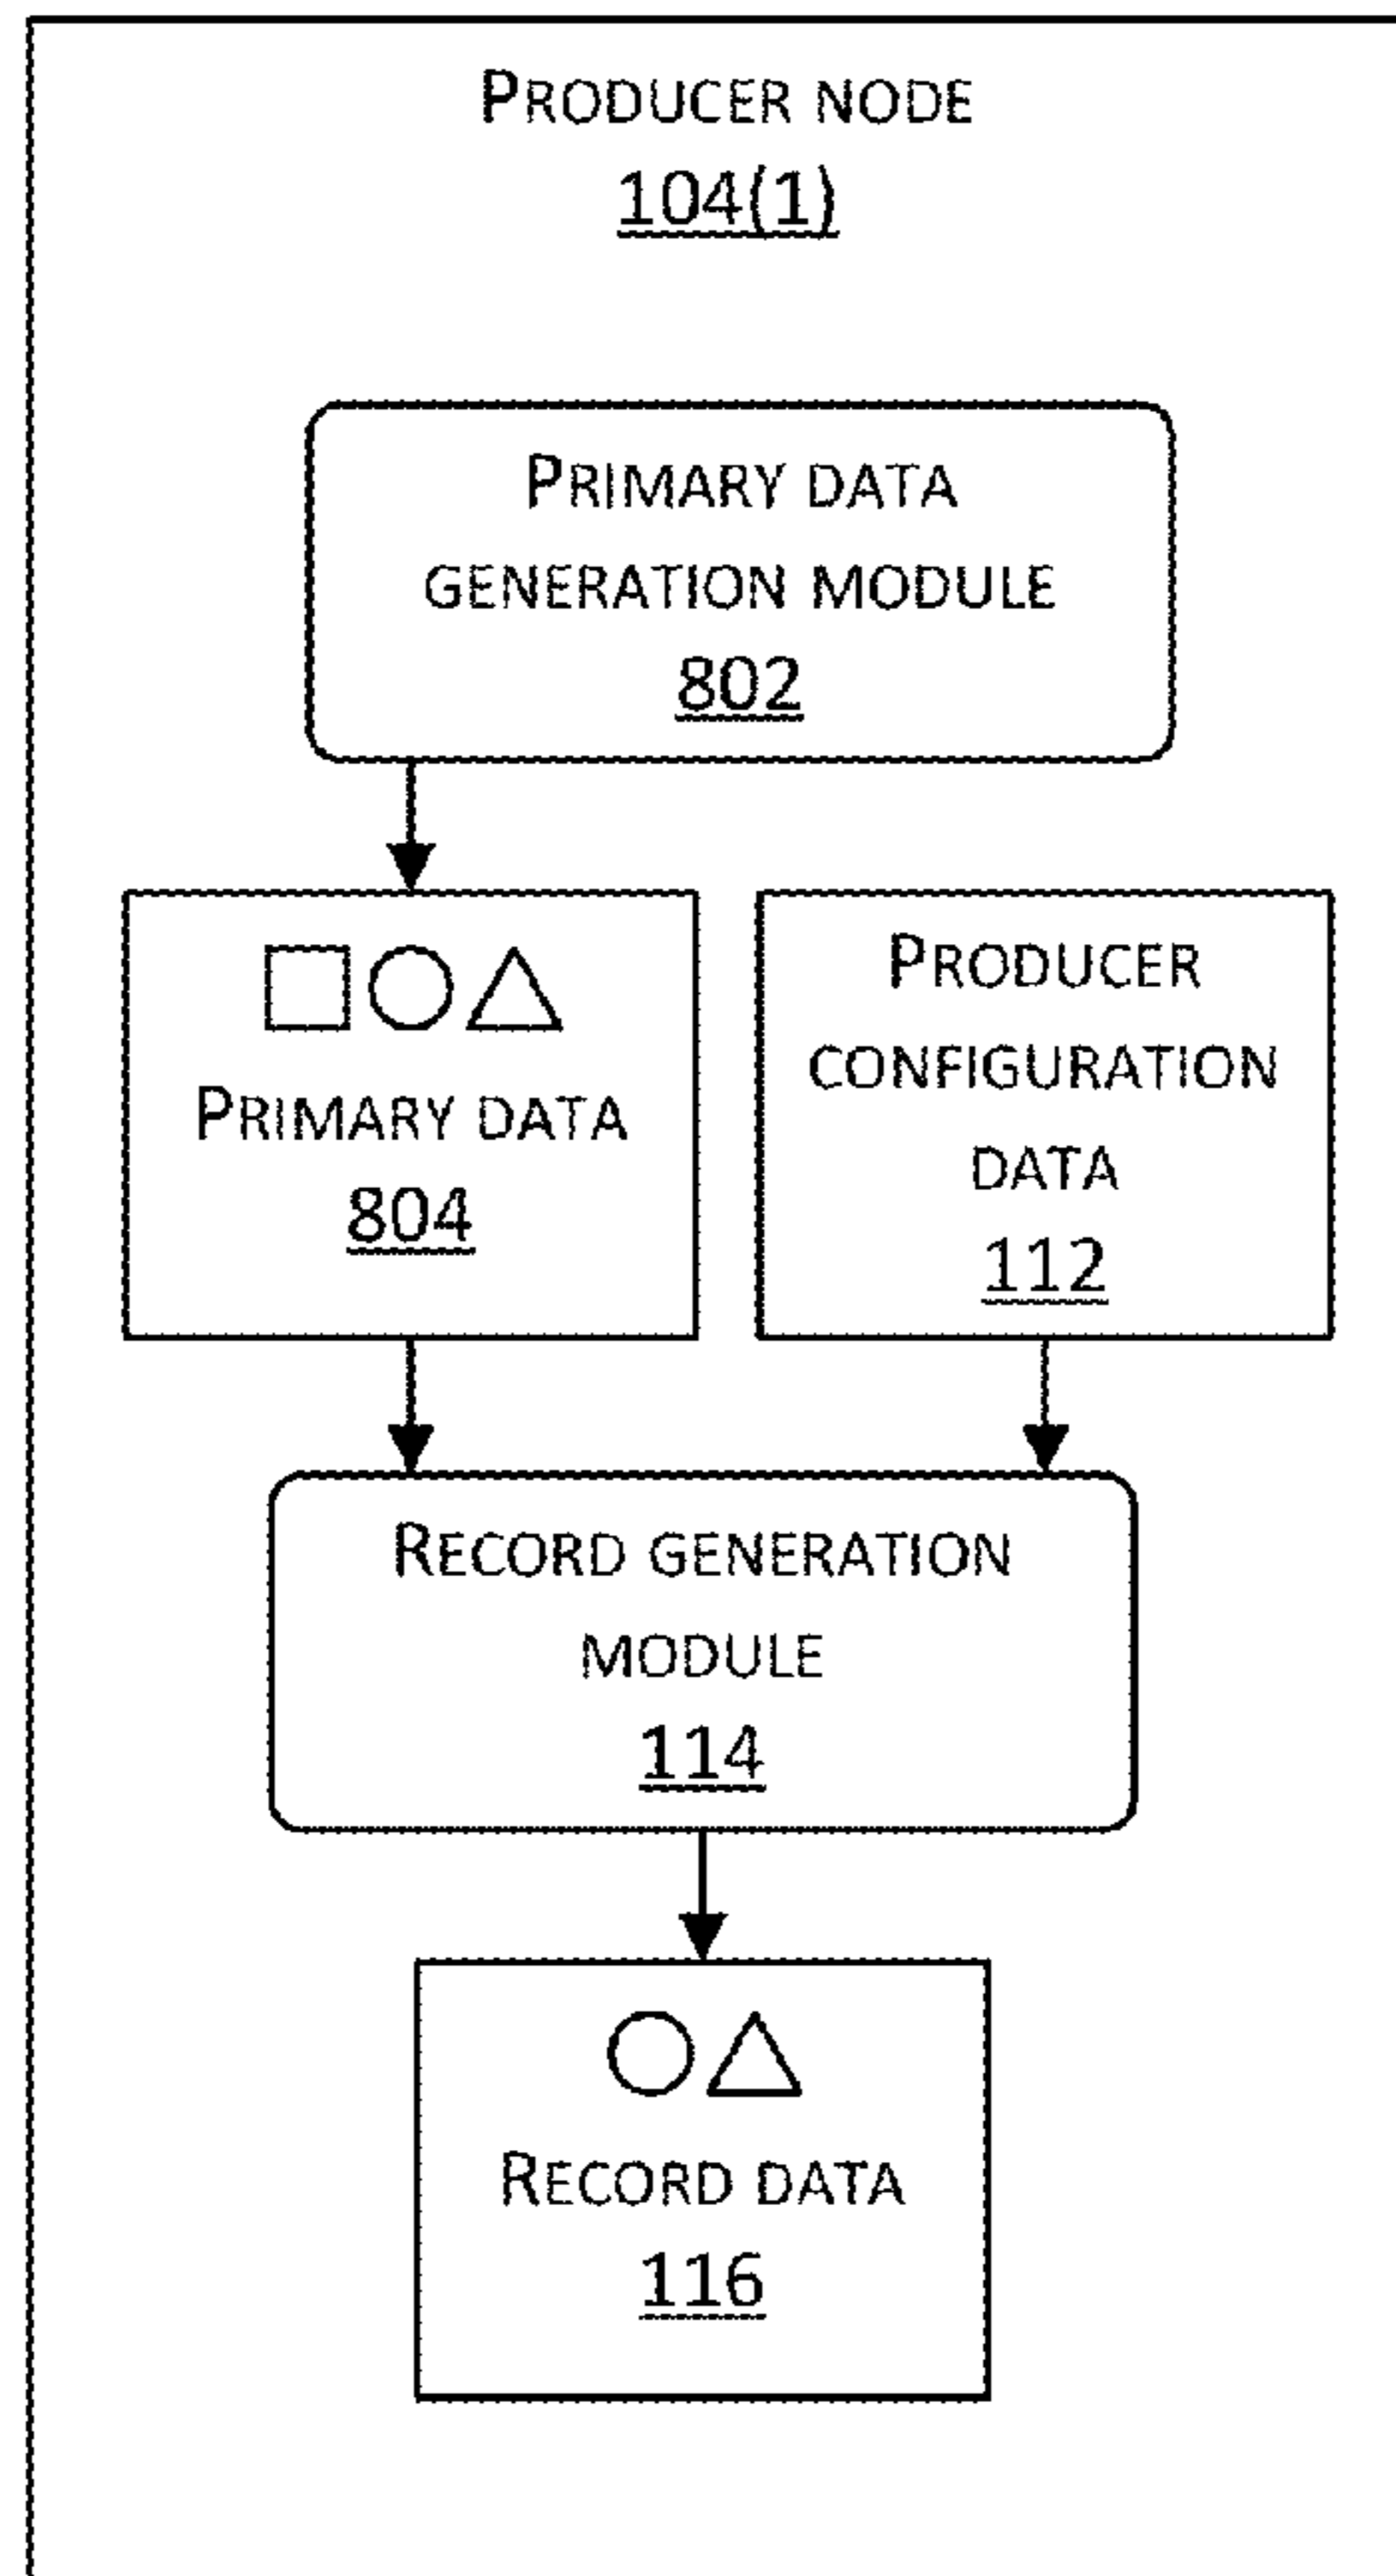 PRODUCER NODE
104(1)
PRIMARY DATA
GENERATION MODULE
802
PRIMARY DATA
804
PRODUCER
CONFIGURATION
DATA
112
RECORD GENERATION
MODULE
114
RECORD DATA
116